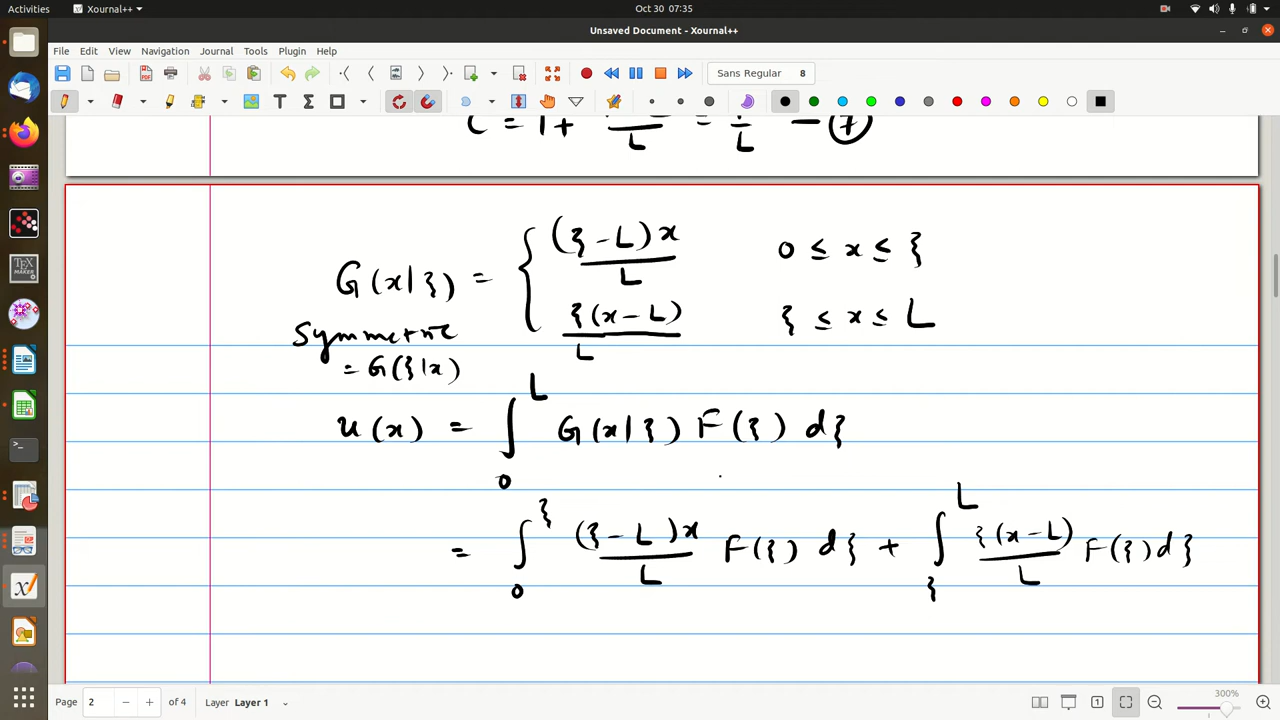 Activities Xournal++ Oct 30 07:35
Unsaved Document - Xournal++
File Edit View Navigation Journal Tools Plugin Help
Sans Regular 8
L L
G(x|ξ) = { (ξ - L)x / L 0 ≤ x ≤ ξ
ξ(x - L) / L ξ ≤ x ≤ L
Symmetric
= G(ξ|x)
u(x) = ∫₀ᴸ G(x|ξ) F(ξ) dξ
= ∫₀^ξ (ξ - L)x / L F(ξ) dξ + ∫_ξ^L ξ(x - L) / L F(ξ) dξ
Page 2 of 4 Layer Layer 1 300%